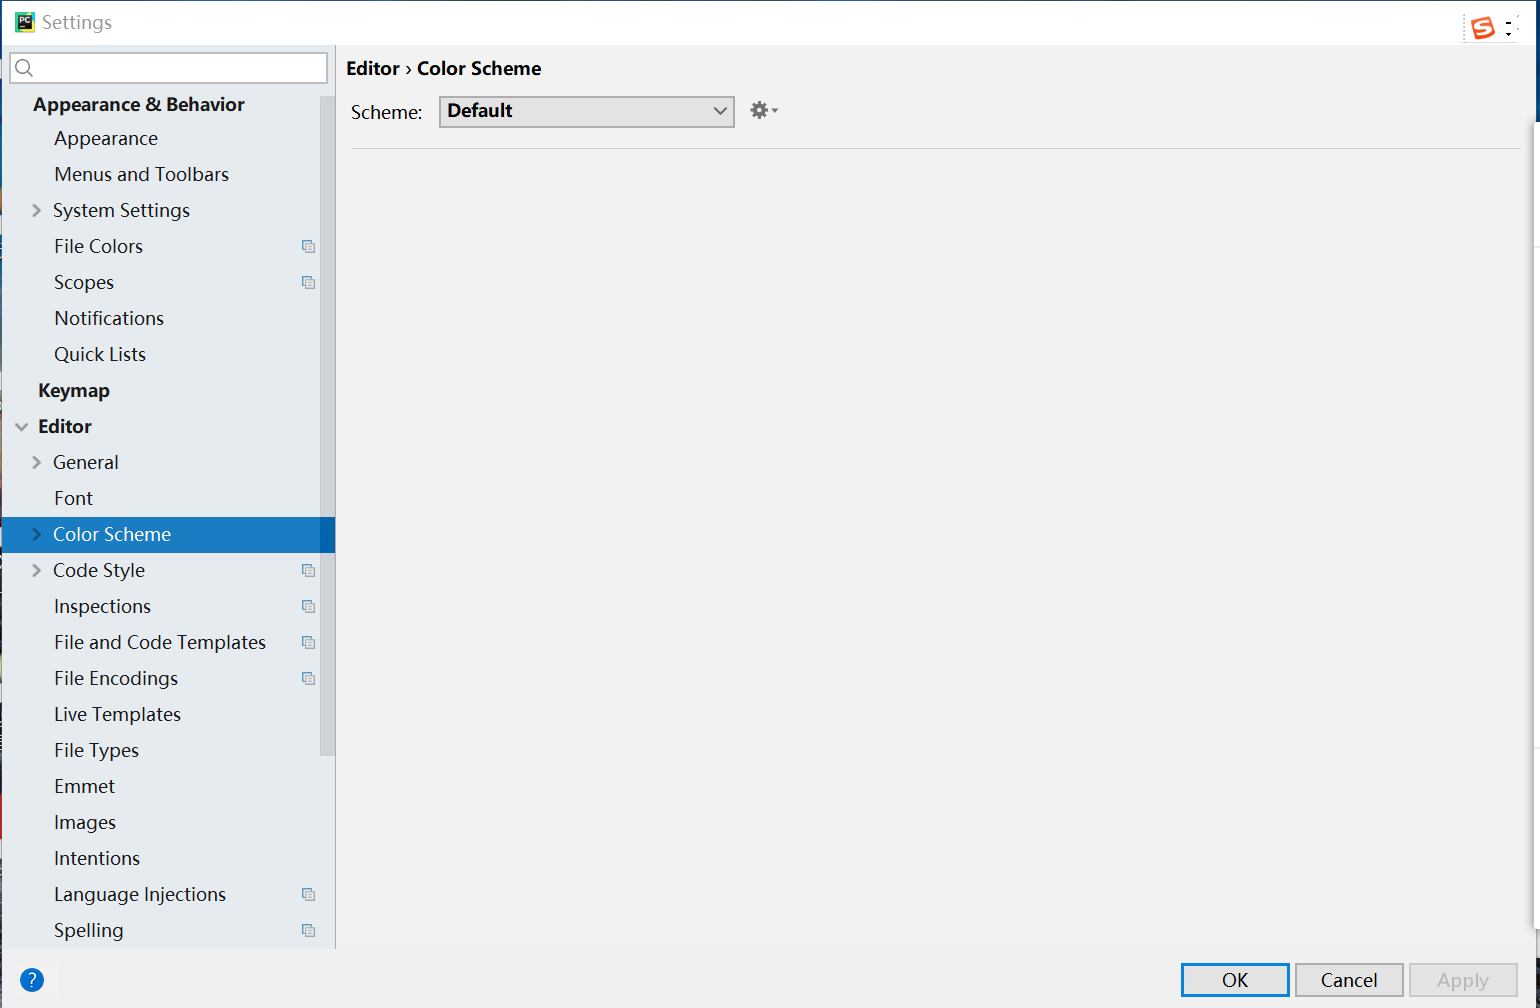 PC
Settings
S
Appearance & Behavior
Appearance
Menus and Toolbars
System Settings
File Colors
Scopes
Notifications
Quick Lists
Keymap
Editor
General
Font
Color Scheme
Code Style
Inspections
File and Code Templates
File Encodings
Live Templates
File Types
Emmet
Images
Intentions
Language Injections
Spelling
Editor › Color Scheme
Scheme: Default
?
OK Cancel Apply